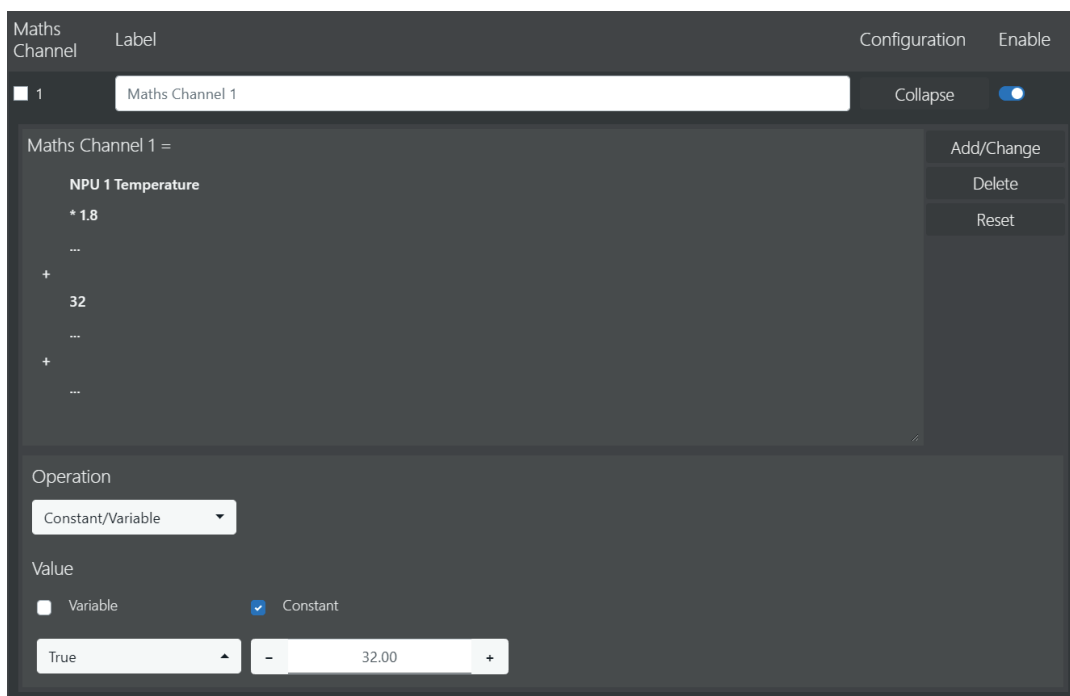 Maths Channel Label Configuration Enable
1 Maths Channel 1 Collapse
Maths Channel 1 = Add/Change
NPU 1 Temperature Delete
* 1.8 Reset
...
+
32
...
+
...
Operation
Constant/Variable
Value
Variable Constant
True - 32.00 +